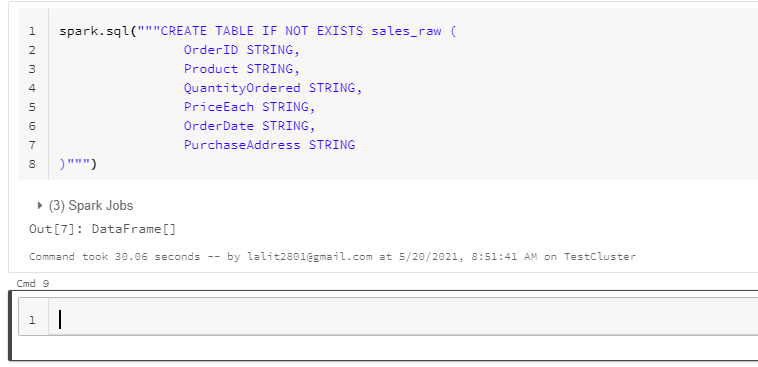 1 spark.sql("""CREATE TABLE IF NOT EXISTS sales_raw (
2 OrderID STRING,
3 Product STRING,
4 QuantityOrdered STRING,
5 PriceEach STRING,
6 OrderDate STRING,
7 PurchaseAddress STRING
8 )""")
(3) Spark Jobs
Out[7]: DataFrame[]
Command took 30.06 seconds -- by lalit2801@gmail.com at 5/20/2021, 8:51:41 AM on TestCluster
Cmd 9
1